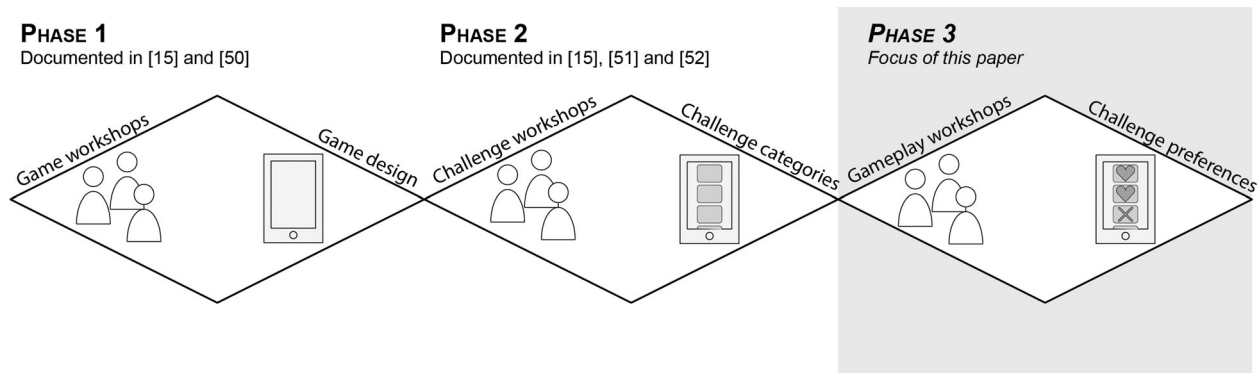 PHASE 1
Documented in [15] and [50]
Game workshops
Game design
PHASE 2
Documented in [15], [51] and [52]
Challenge workshops
Challenge categories
PHASE 3
Focus of this paper
Gameplay workshops
Challenge preferences